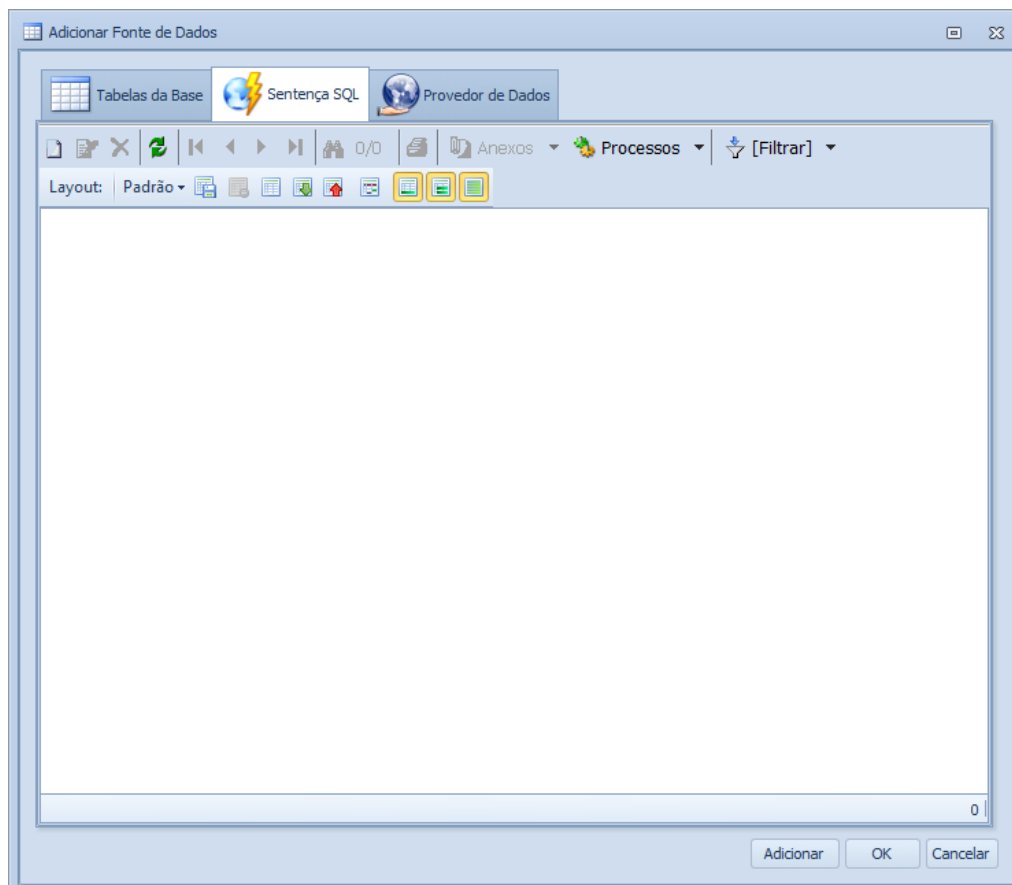 Adicionar Fonte de Dados
Tabelas da Base Sentença SQL Provedor de Dados
0/0 Anexos Processos [Filtrar]
Layout: Padrão
0
Adicionar OK Cancelar